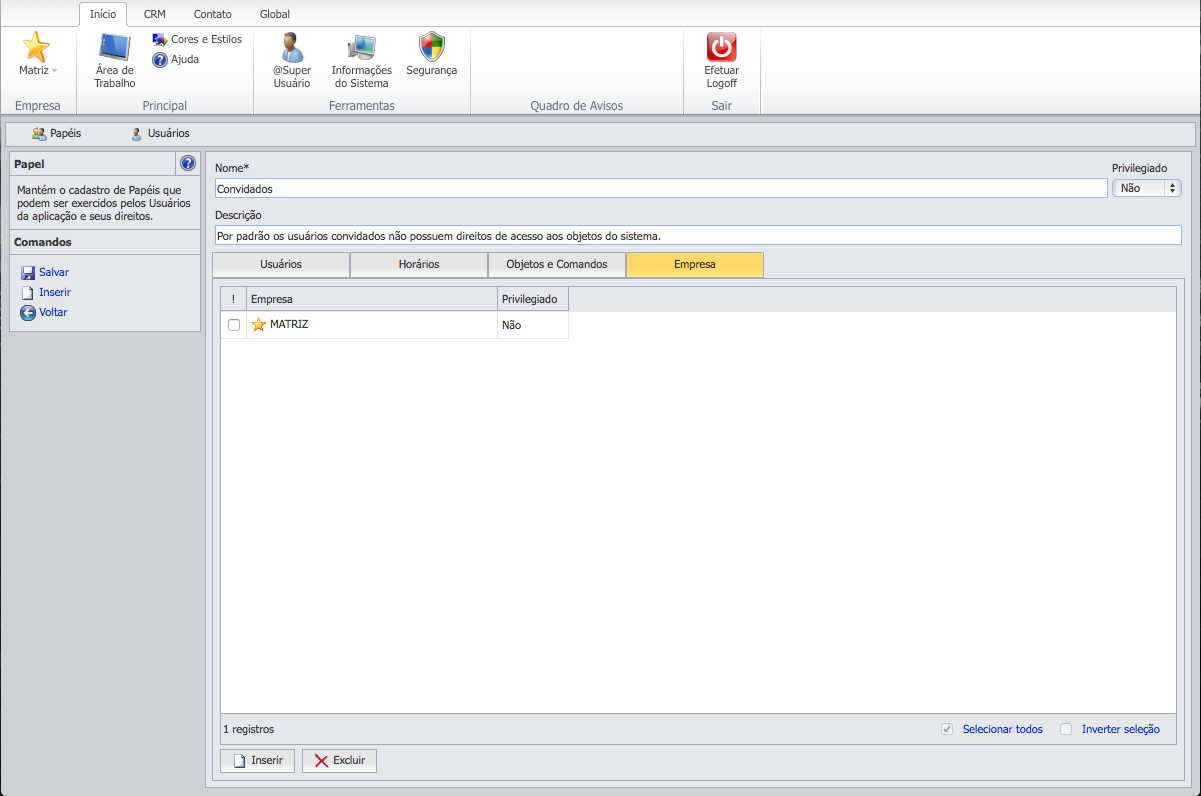 Início CRM Contato Global
Matriz
Área de Trabalho
Cores e Estilos
Ajuda
@Super Usuário
Informações do Sistema
Segurança
Efetuar Logoff
Empresa Principal Ferramentas Quadro de Avisos Sair
Papéis Usuários
Papel
Mantém o cadastro de Papéis que
podem ser exercidos pelos Usuários
da aplicação e seus direitos.
Comandos
Salvar
Inserir
Voltar
Nome* Privilegiado
Convidados Não
Descrição
Por padrão os usuários convidados não possuem direitos de acesso aos objetos do sistema.
Usuários Horários Objetos e Comandos Empresa
! Empresa Privilegiado
MATRIZ Não
1 registros Selecionar todos Inverter seleção
Inserir Excluir